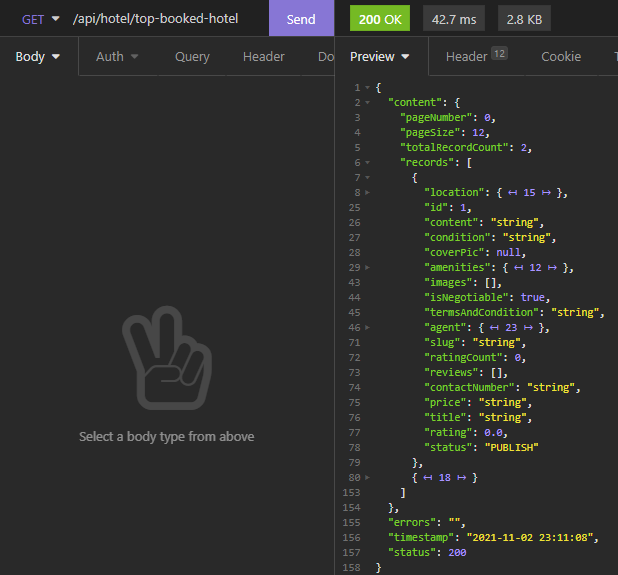 GET /api/hotel/top-booked-hotel Send 200 OK 42.7 ms 2.8 KB
Body Auth Query Header Do Preview Header 12 Cookie T
1 {
2 "content": {
3 "pageNumber": 0,
4 "pageSize": 12,
5 "totalRecordCount": 2,
6 "records": [
7 {
8 "location": { ↔ 15 ↦ },
25 "id": 1,
26 "content": "string",
27 "condition": "string",
28 "coverPic": null,
29 "amenities": { ↤ 12 ↦ },
43 "images": [],
44 "isNegotiable": true,
45 "termsAndCondition": "string",
46 "agent": { ↤ 23 ↦ },
71 "slug": "string",
72 "ratingCount": 0,
73 "reviews": [],
74 "contactNumber": "string",
75 "price": "string",
76 "title": "string",
77 "rating": 0.0,
78 "status": "PUBLISH"
79 },
80 { ↤ 18 ↦ }
153 ]
154 },
155 "errors": "",
156 "timestamp": "2021-11-02 23:11:08",
157 "status": 200
158 }
Select a body type from above